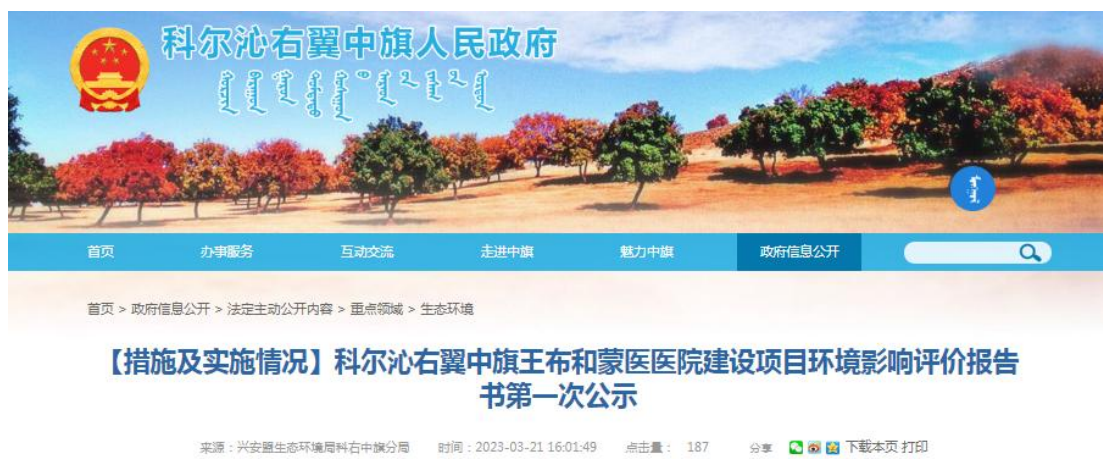 科尔沁右翼中旗人民政府
首页 办事服务 互动交流 走进中旗 魅力中旗 政府信息公开
首页 > 政府信息公开 > 法定主动公开内容 > 重点领域 > 生态环境
【措施及实施情况】科尔沁右翼中旗王布和蒙医医院建设项目环境影响评价报告
书第一次公示
来源：兴安盟生态环境局科右中旗分局 时间：2023-03-21 16:01:49 点击量： 187 分享 下载本页 打印